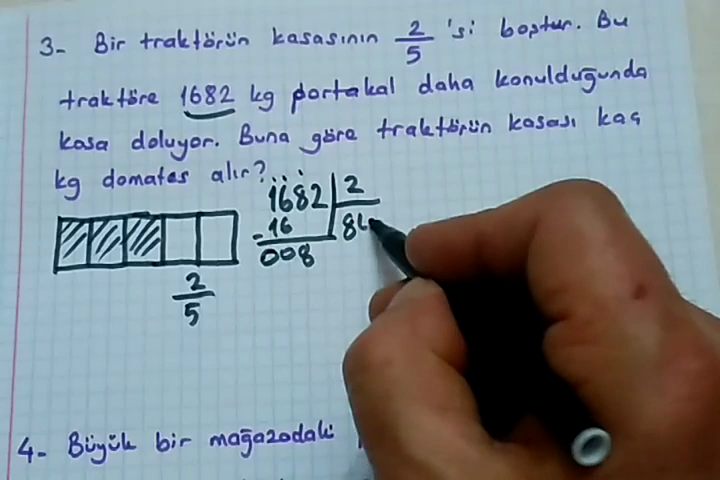 3- Bir traktörün kasasının 2/5 'si boştur. Bu
traktöre 1682 kg portakal daha konulduğunda
kasa doluyor. Buna göre traktörün kasası kaç
kg domates alır?
1682 | 2
- 16 | 84
008
2/5
4- Büyük bir mağazadaki